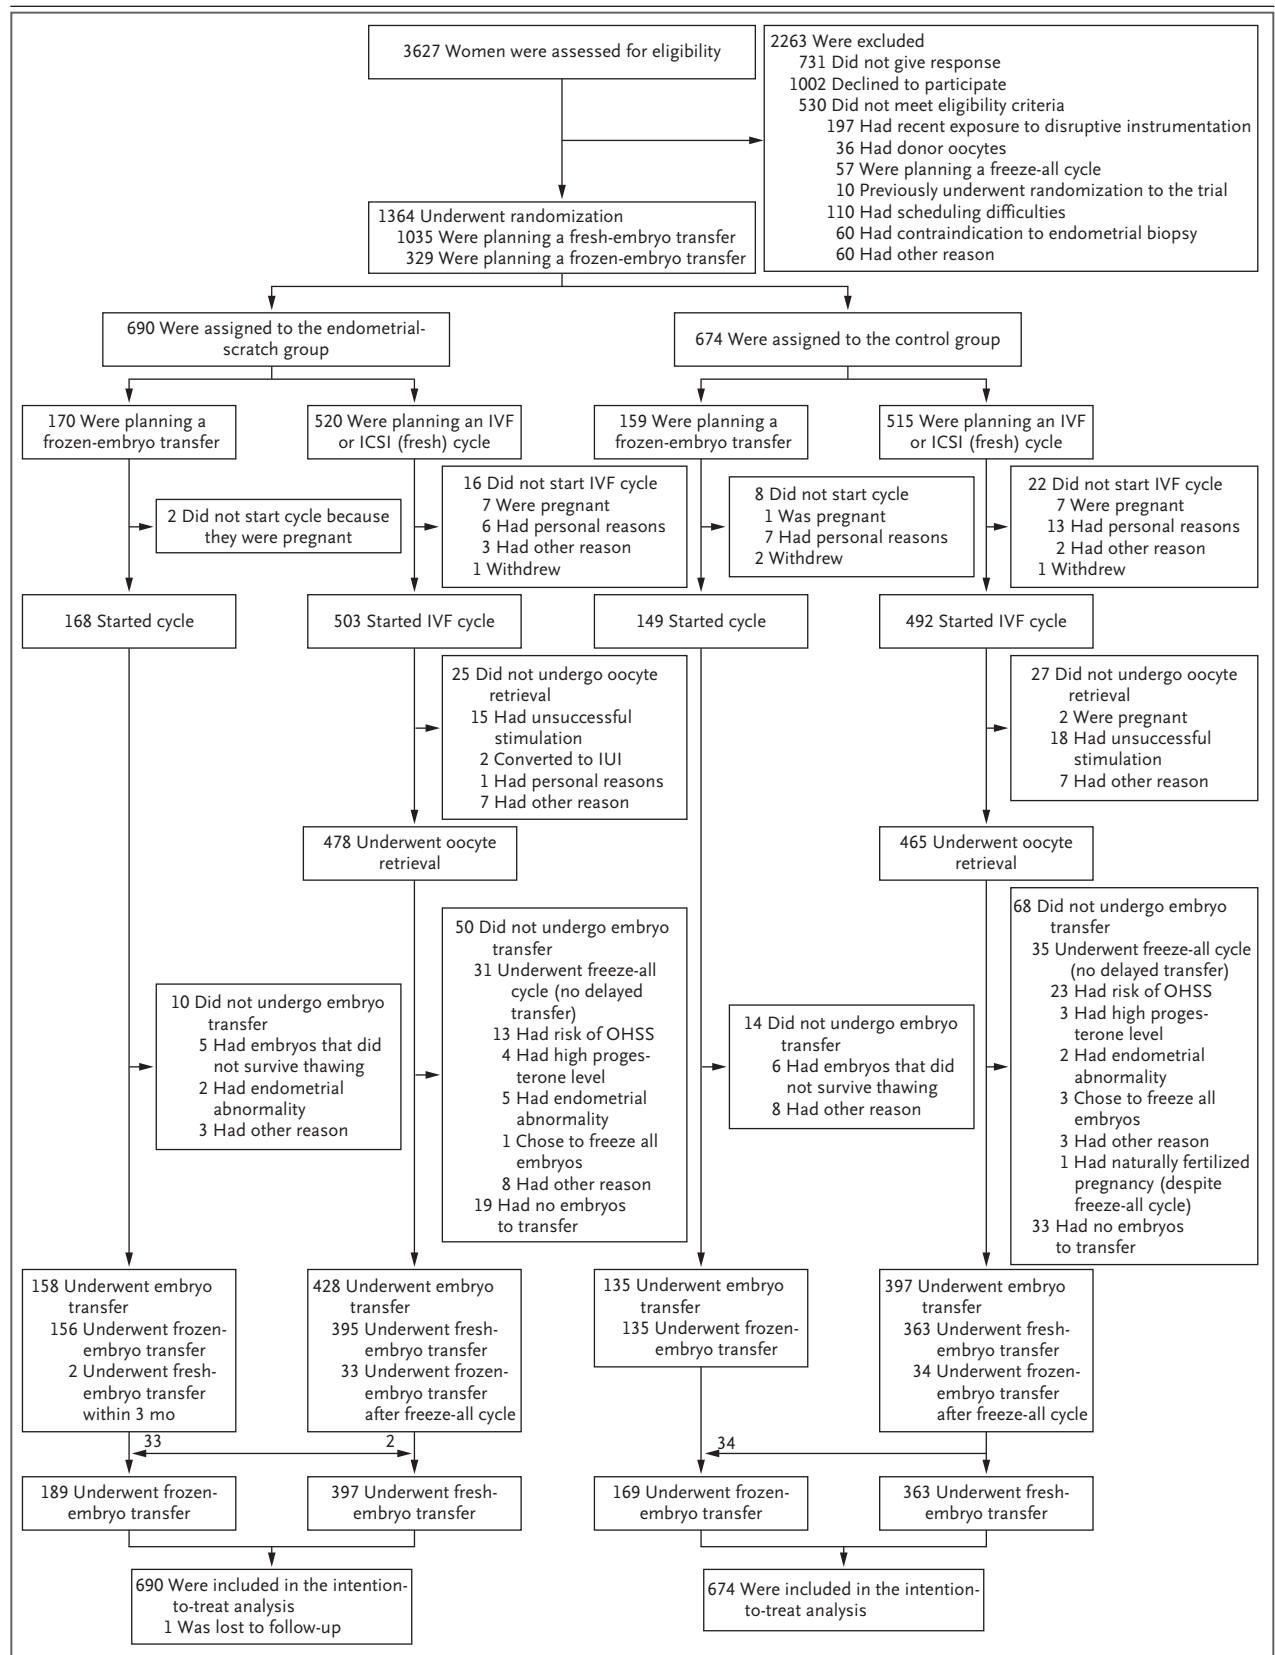 3627 Women were assessed for eligibility
2263 Were excluded
731 Did not give response
1002 Declined to participate
530 Did not meet eligibility criteria
197 Had recent exposure to disruptive instrumentation
36 Had donor oocytes
57 Were planning a freeze-all cycle
10 Previously underwent randomization to the trial
110 Had scheduling difficulties
60 Had contraindication to endometrial biopsy
60 Had other reason
1364 Underwent randomization
1035 Were planning a fresh-embryo transfer
329 Were planning a frozen-embryo transfer
690 Were assigned to the endometrial-
scratch group
674 Were assigned to the control group
170 Were planning a
frozen-embryo transfer
520 Were planning an IVF
or ICSI (fresh) cycle
159 Were planning a
frozen-embryo transfer
515 Were planning an IVF
or ICSI (fresh) cycle
2 Did not start cycle because
they were pregnant
16 Did not start IVF cycle
7 Were pregnant
6 Had personal reasons
3 Had other reason
1 Withdrew
8 Did not start cycle
1 Was pregnant
7 Had personal reasons
2 Withdrew
22 Did not start IVF cycle
7 Were pregnant
13 Had personal reasons
2 Had other reason
1 Withdrew
168 Started cycle
503 Started IVF cycle
149 Started cycle
492 Started IVF cycle
25 Did not undergo oocyte
retrieval
15 Had unsuccessful
stimulation
2 Converted to IUI
1 Had personal reasons
7 Had other reason
27 Did not undergo oocyte
retrieval
2 Were pregnant
18 Had unsuccessful
stimulation
7 Had other reason
478 Underwent oocyte
retrieval
465 Underwent oocyte
retrieval
10 Did not undergo embryo
transfer
5 Had embryos that did
not survive thawing
2 Had endometrial
abnormality
3 Had other reason
50 Did not undergo embryo
transfer
31 Underwent freeze-all
cycle (no delayed
transfer)
13 Had risk of OHSS
4 Had high proges-
terone level
5 Had endometrial
abnormality
1 Chose to freeze all
embryos
8 Had other reason
19 Had no embryos
to transfer
14 Did not undergo embryo
transfer
6 Had embryos that did
not survive thawing
8 Had other reason
68 Did not undergo embryo
transfer
35 Underwent freeze-all cycle
(no delayed transfer)
23 Had risk of OHSS
3 Had high proges-
terone level
2 Had endometrial
abnormality
3 Chose to freeze all
embryos
3 Had other reason
1 Had naturally fertilized
pregnancy (despite
freeze-all cycle)
33 Had no embryos
to transfer
158 Underwent embryo
transfer
156 Underwent frozen-
embryo transfer
2 Underwent fresh-
embryo transfer
within 3 mo
428 Underwent embryo
transfer
395 Underwent fresh-
embryo transfer
33 Underwent frozen-
embryo transfer
after freeze-all cycle
135 Underwent embryo
transfer
135 Underwent frozen-
embryo transfer
397 Underwent embryo
transfer
363 Underwent fresh-
embryo transfer
34 Underwent frozen-
embryo transfer
after freeze-all cycle
33
2
34
189 Underwent frozen-
embryo transfer
397 Underwent fresh-
embryo transfer
169 Underwent frozen-
embryo transfer
363 Underwent fresh-
embryo transfer
690 Were included in the intention-
to-treat analysis
1 Was lost to follow-up
674 Were included in the intention-
to-treat analysis